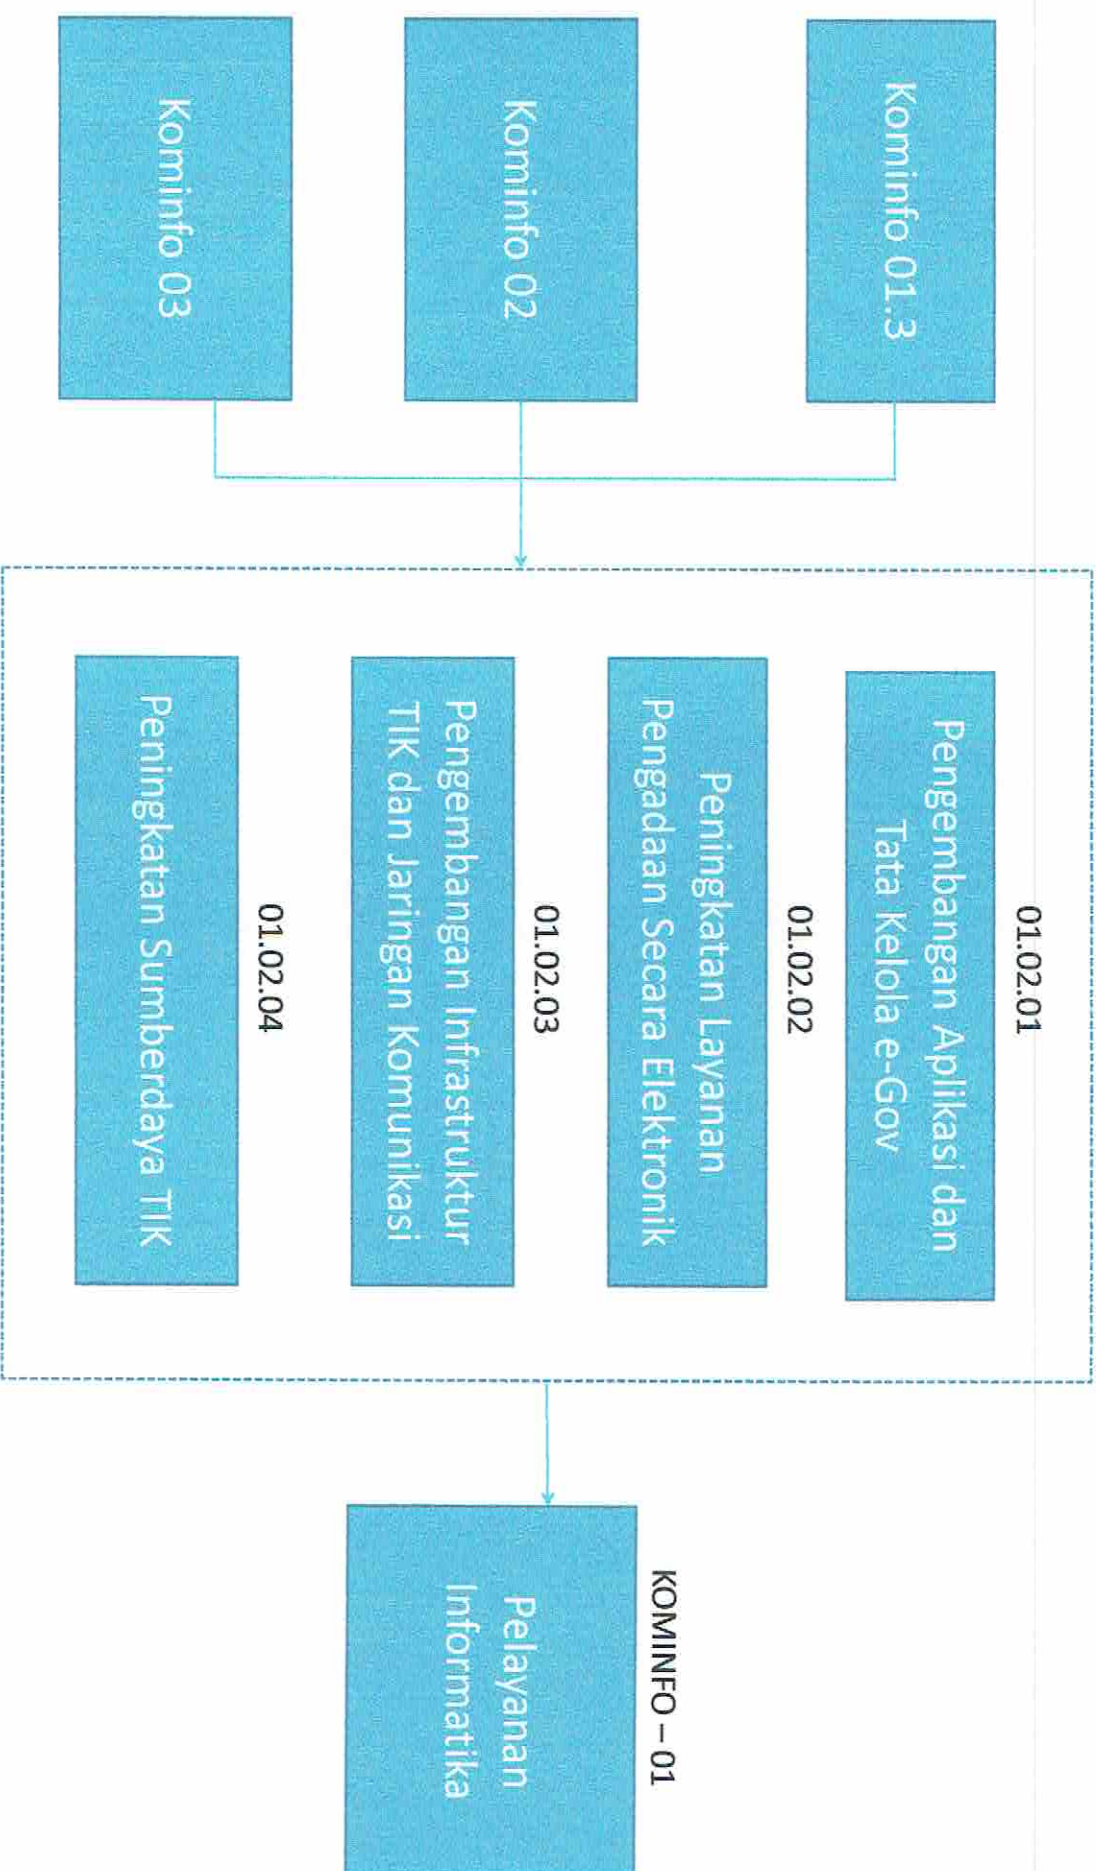 Kominfo 01.3
Kominfo 02
Kominfo 03
01.02.01
Pengembangan Aplikasi dan
Tata Kelola e-Gov
01.02.02
Peningkatan Layanan
Pengadaan Secara Elektronik
01.02.03
Pengembangan Infrastruktur
TIK dan Jaringan Komunikasi
01.02.04
Peningkatan Sumberdaya TIK
KOMINFO – 01
Pelayanan
Informatika